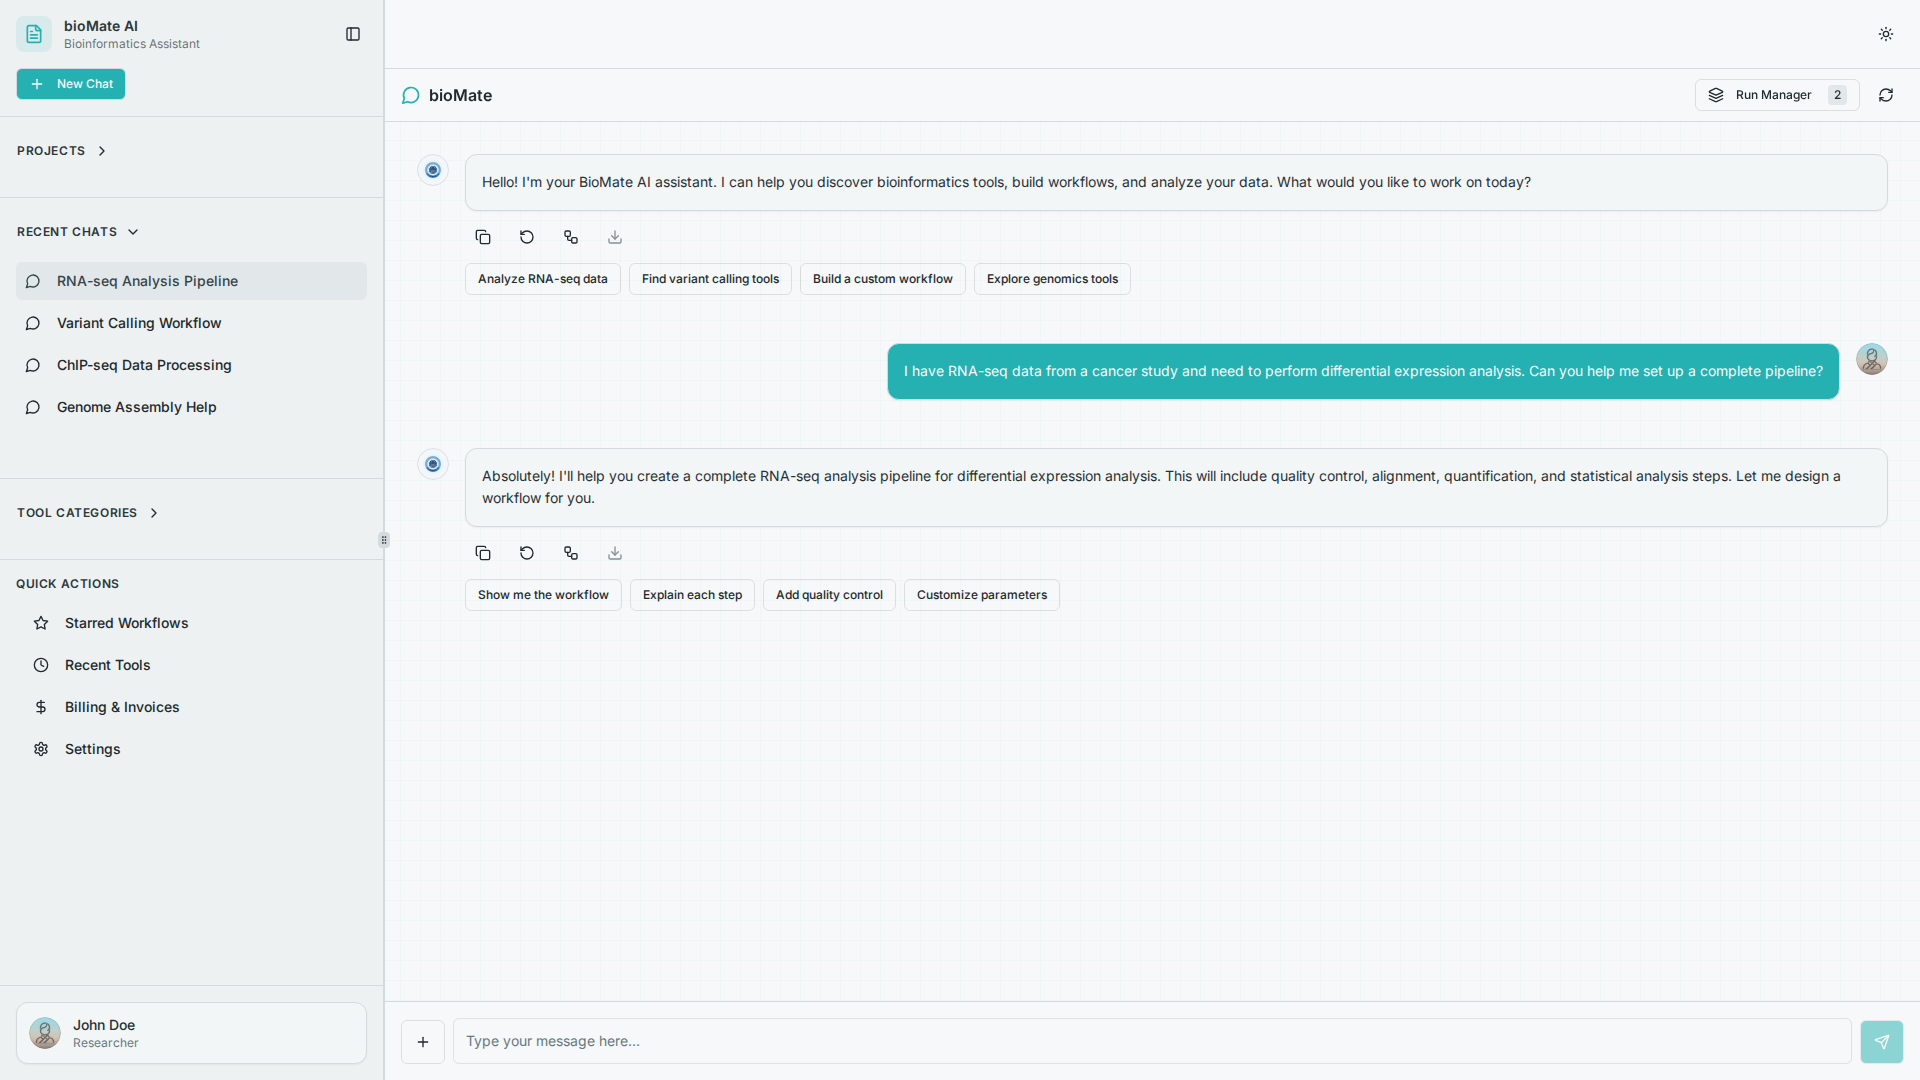 bioMate AI
Bioinformatics Assistant
New Chat
PROJECTS
RECENT CHATS
RNA-seq Analysis Pipeline
Variant Calling Workflow
ChIP-seq Data Processing
Genome Assembly Help
TOOL CATEGORIES
QUICK ACTIONS
Starred Workflows
Recent Tools
Billing & Invoices
Settings
John Doe
Researcher
bioMate
Run Manager 2
Hello! I'm your BioMate AI assistant. I can help you discover bioinformatics tools, build workflows, and analyze your data. What would you like to work on today?
Analyze RNA-seq data Find variant calling tools Build a custom workflow Explore genomics tools
I have RNA-seq data from a cancer study and need to perform differential expression analysis. Can you help me set up a complete pipeline?
Absolutely! I'll help you create a complete RNA-seq analysis pipeline for differential expression analysis. This will include quality control, alignment, quantification, and statistical analysis steps. Let me design a
workflow for you.
Show me the workflow Explain each step Add quality control Customize parameters
Type your message here...